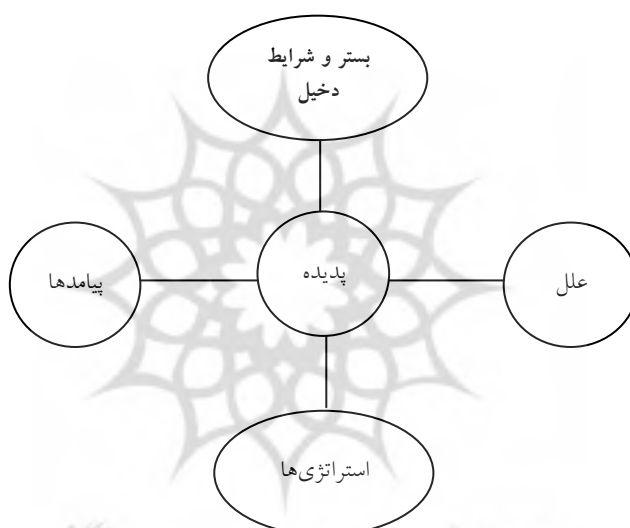 بستر و شرایط
دخیل
علل
پدیده
پیامدها
استراتژی‌ها